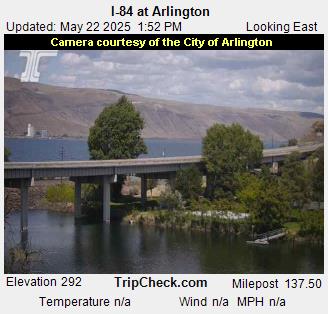 I-84 at Arlington
Updated: May 22 2025 1:52 PM Looking East
Camera courtesy of the City of Arlington
Elevation 292 TripCheck.com Milepost 137.50
Temperature n/a Wind n/a MPH n/a